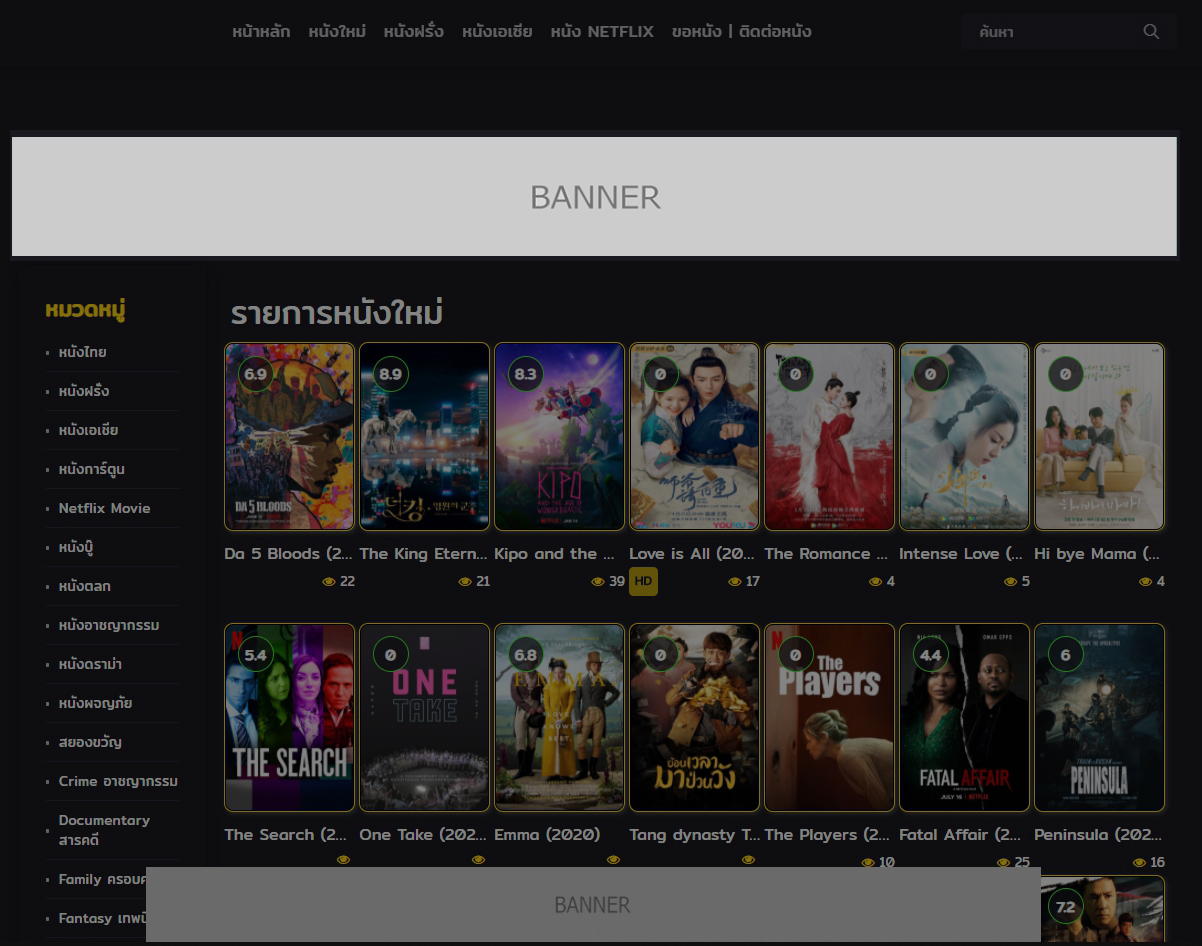 หน้าหลัก หนังใหม่ หนังฝรั่ง หนังเอเชีย หนัง NETFLIX ขอหนัง | ติดต่อหนัง ค้นหา
BANNER
หมวดหมู่
หนังไทย
หนังฝรั่ง
หนังเอเชีย
หนังการ์ตูน
Netflix Movie
หนังบู๊
หนังตลก
หนังอาชญากรรม
หนังดราม่า
หนังผจญภัย
สยองขวัญ
Crime อาชญากรรม
Documentary
สารคดี
Family ครอบค
Fantasy เทพนิ
รายการหนังใหม่
6.9 8.9 8.3 0 0 0 0
DA 5 BLOODS
더 킹
KIPO
YOUKU
Da 5 Bloods (2... The King Etern... Kipo and the ... Love is All (20... The Romance ... Intense Love (... Hi bye Mama (...
22 21 39 HD 17 4 5 4
5.4 0 6.8 0 0 4.4 6
THE SEARCH
ONE
TAKE
EMMA
LOVE
KNOWS
BEST.
ย้อนเวลา
มาป่วนวัง
The
Players
OMAR EPPS
FATAL AFFAIR
JULY 16 | NETFLIX
PENINSULA
The Search (2... One Take (202... Emma (2020) Tang dynasty T... The Players (2... Fatal Affair (2... Peninsula (202...
10 25 16
7.2
BANNER